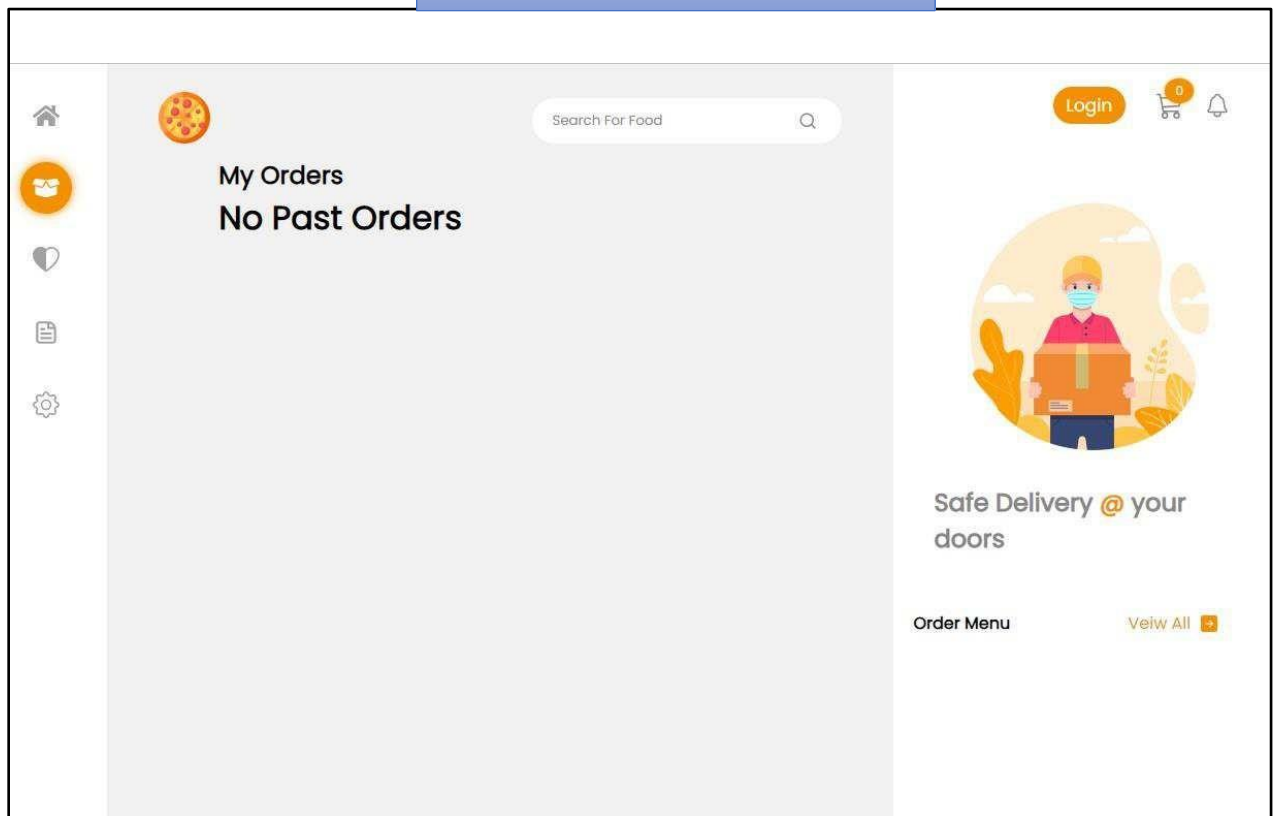 Search For Food
Login
0
My Orders
No Past Orders
Safe Delivery @ your
doors
Order Menu
Veiw All